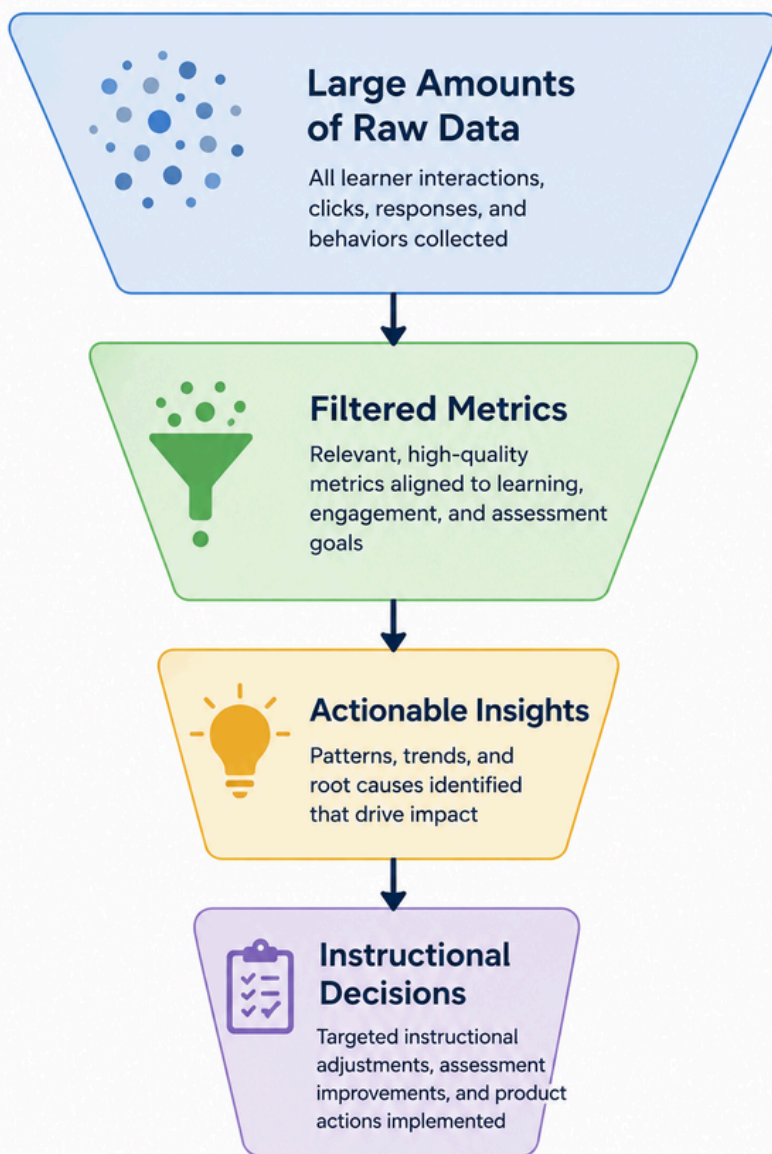 Large Amounts
of Raw Data
All learner interactions,
clicks, responses, and
behaviors collected
Filtered Metrics
Relevant, high-quality
metrics aligned to learning,
engagement, and assessment
goals
Actionable Insights
Patterns, trends, and
root causes identified
that drive impact
Instructional
Decisions
Targeted instructional
adjustments, assessment
improvements, and product
actions implemented